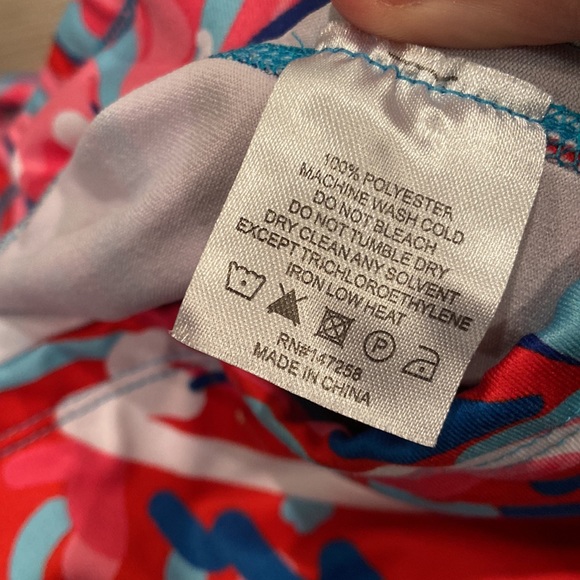 100% POLYESTER
MACHINE WASH COLD
DO NOT BLEACH
DO NOT TUMBLE DRY
DRY CLEAN ANY SOLVENT
EXCEPT TRICHLOROETHYLENE
IRON LOW HEAT
P
RN#147258
MADE IN CHINA